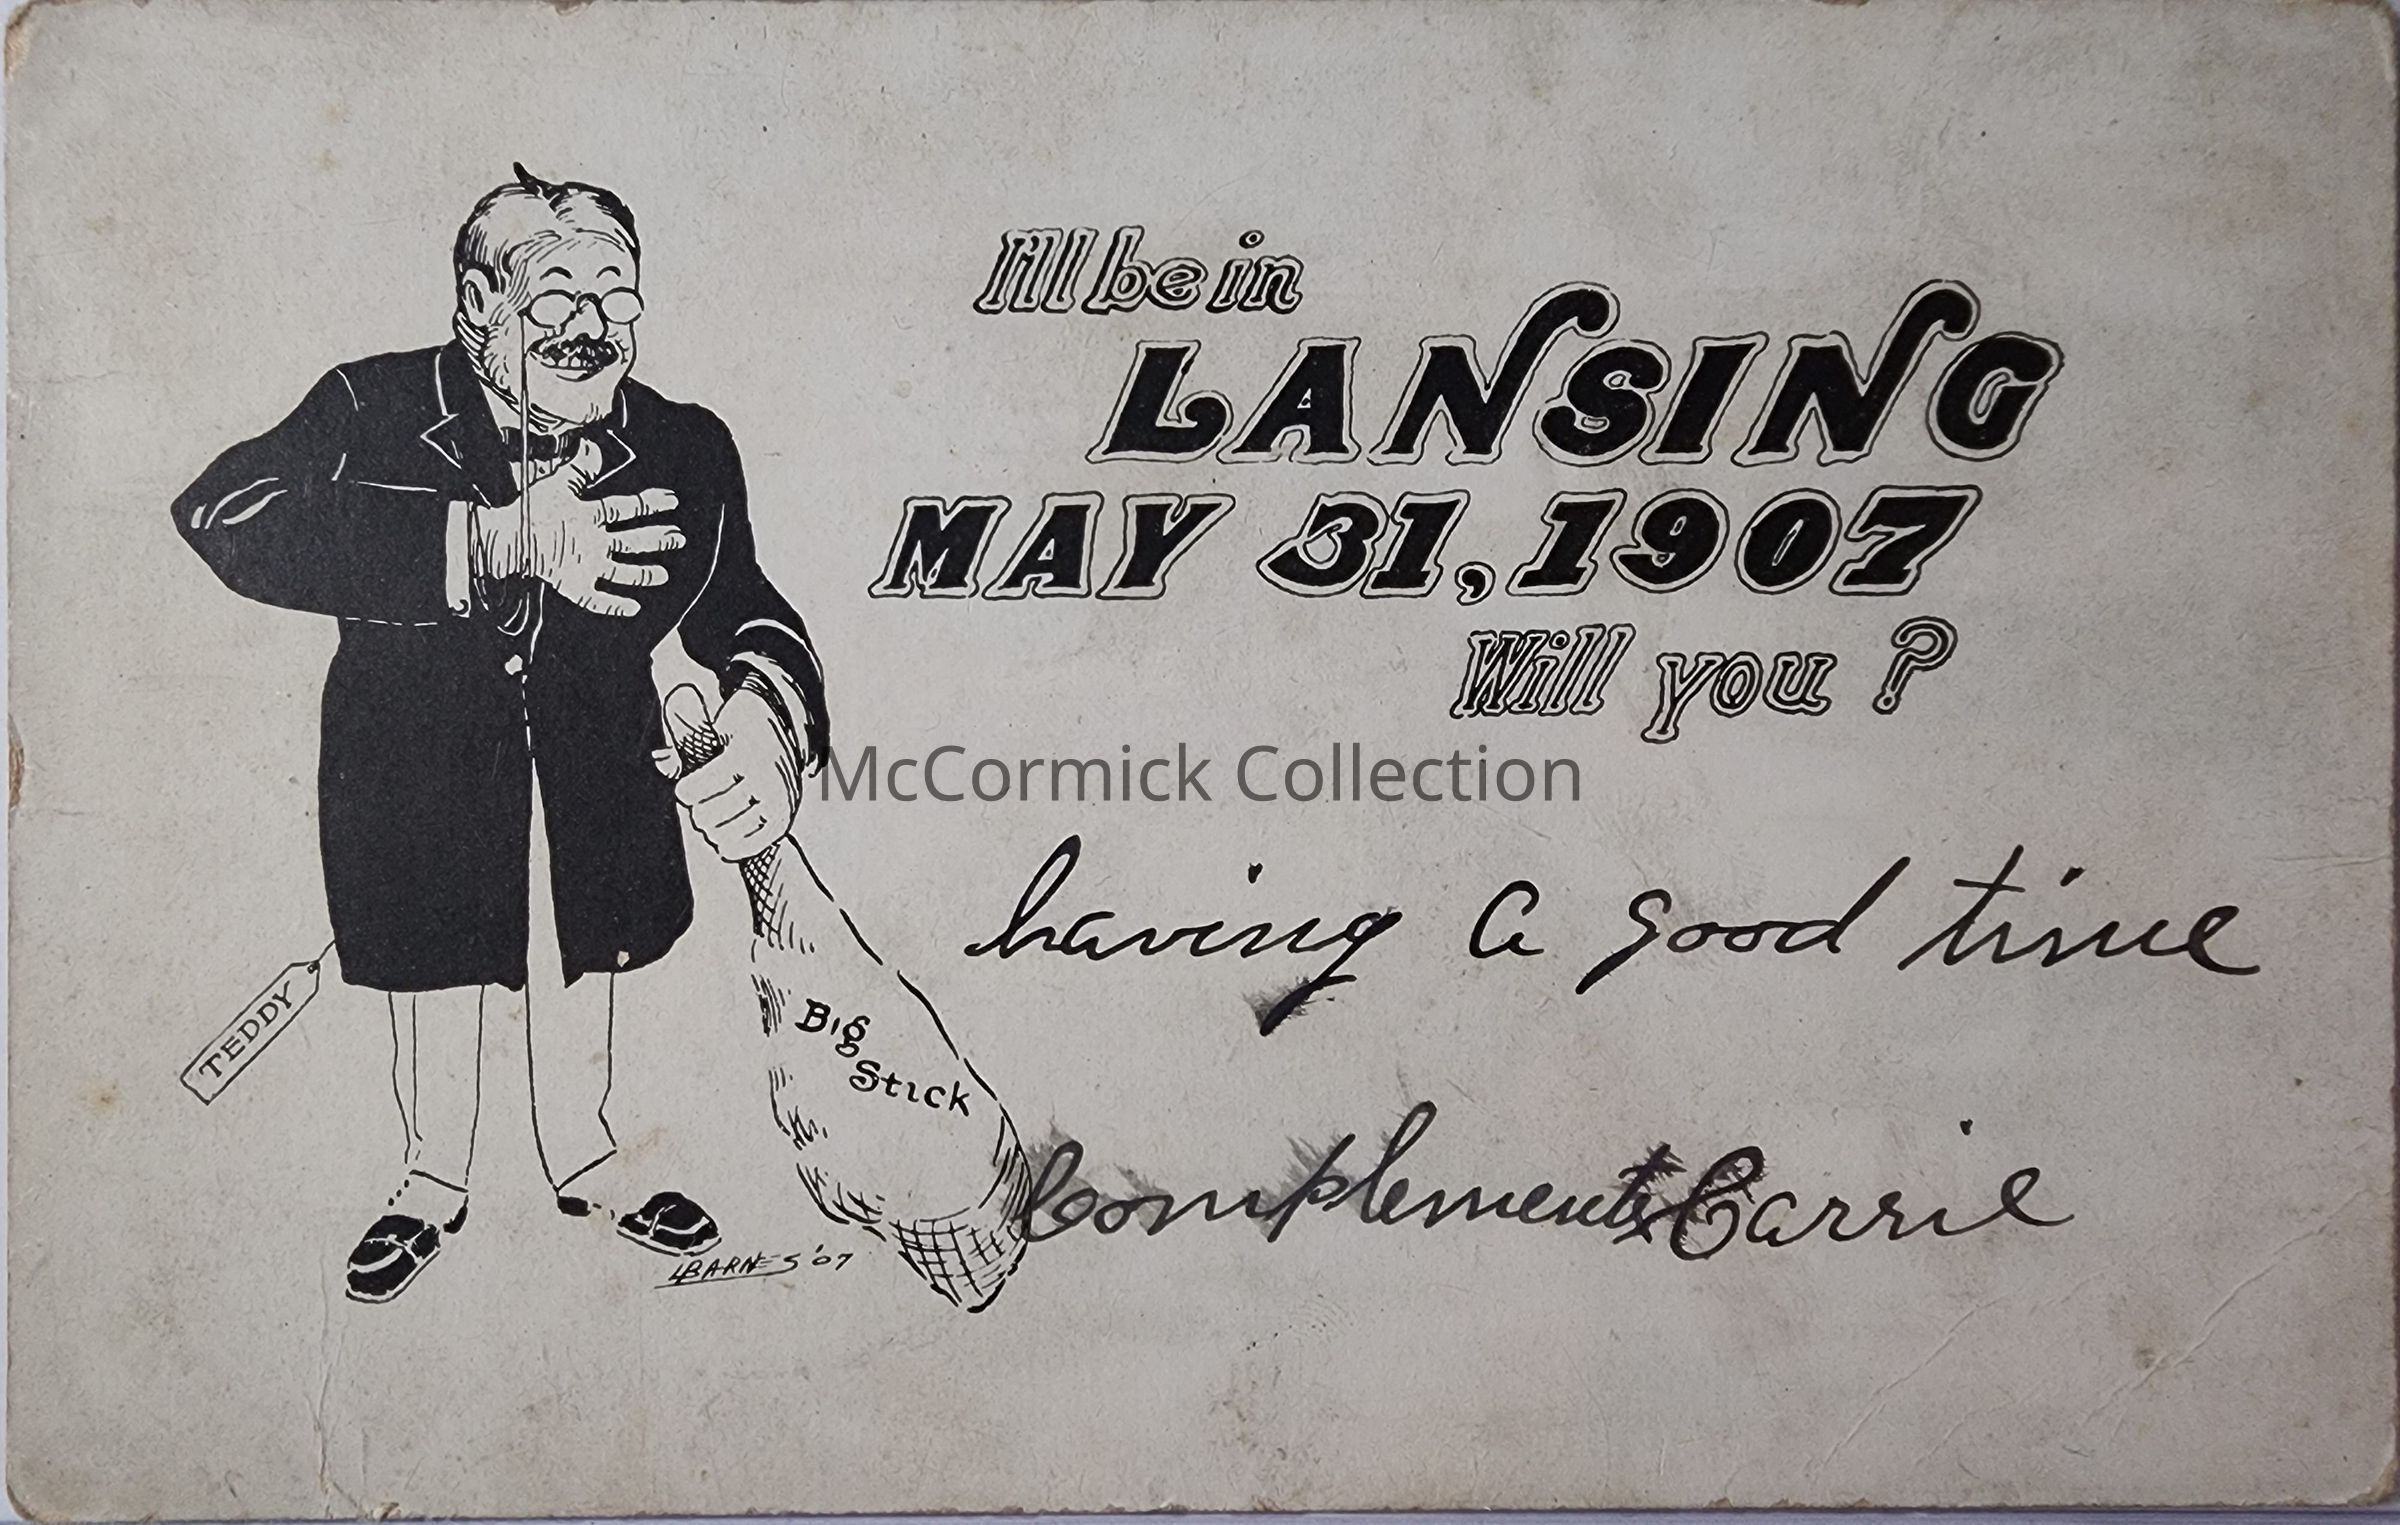 I'll be in
LANSING
MAY 31, 1907
Will you?
McCormick Collection
having a good time
Complements Carrie
TEDDY
Big
Stick
LBARNES '07